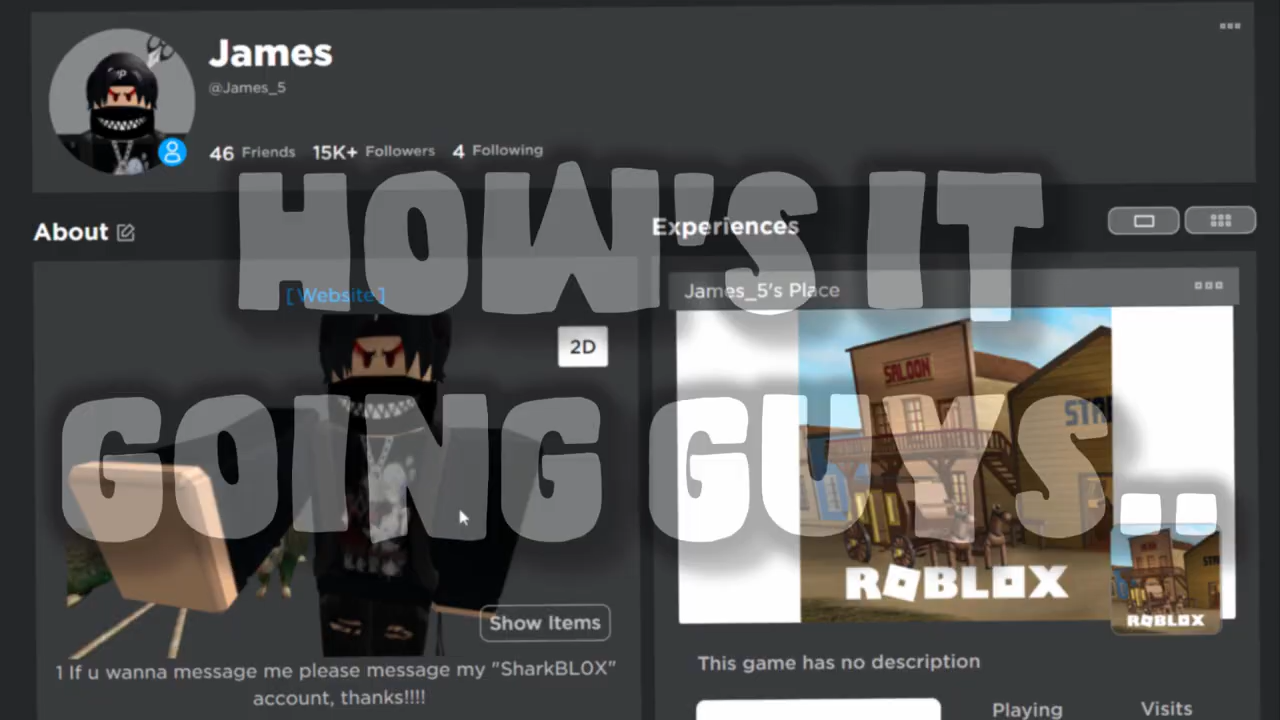 James
@James_5
46 Friends 15K+ Followers 4 Following
HOW'S IT
GOING GUYS..
About
Experiences
[ Website ]
James_5's Place
2D
SALOON
ROBLOX
ROBLOX
Show Items
1 If u wanna message me please message my "SharkBL0X"
account, thanks!!!!
This game has no description
Playing
Visits